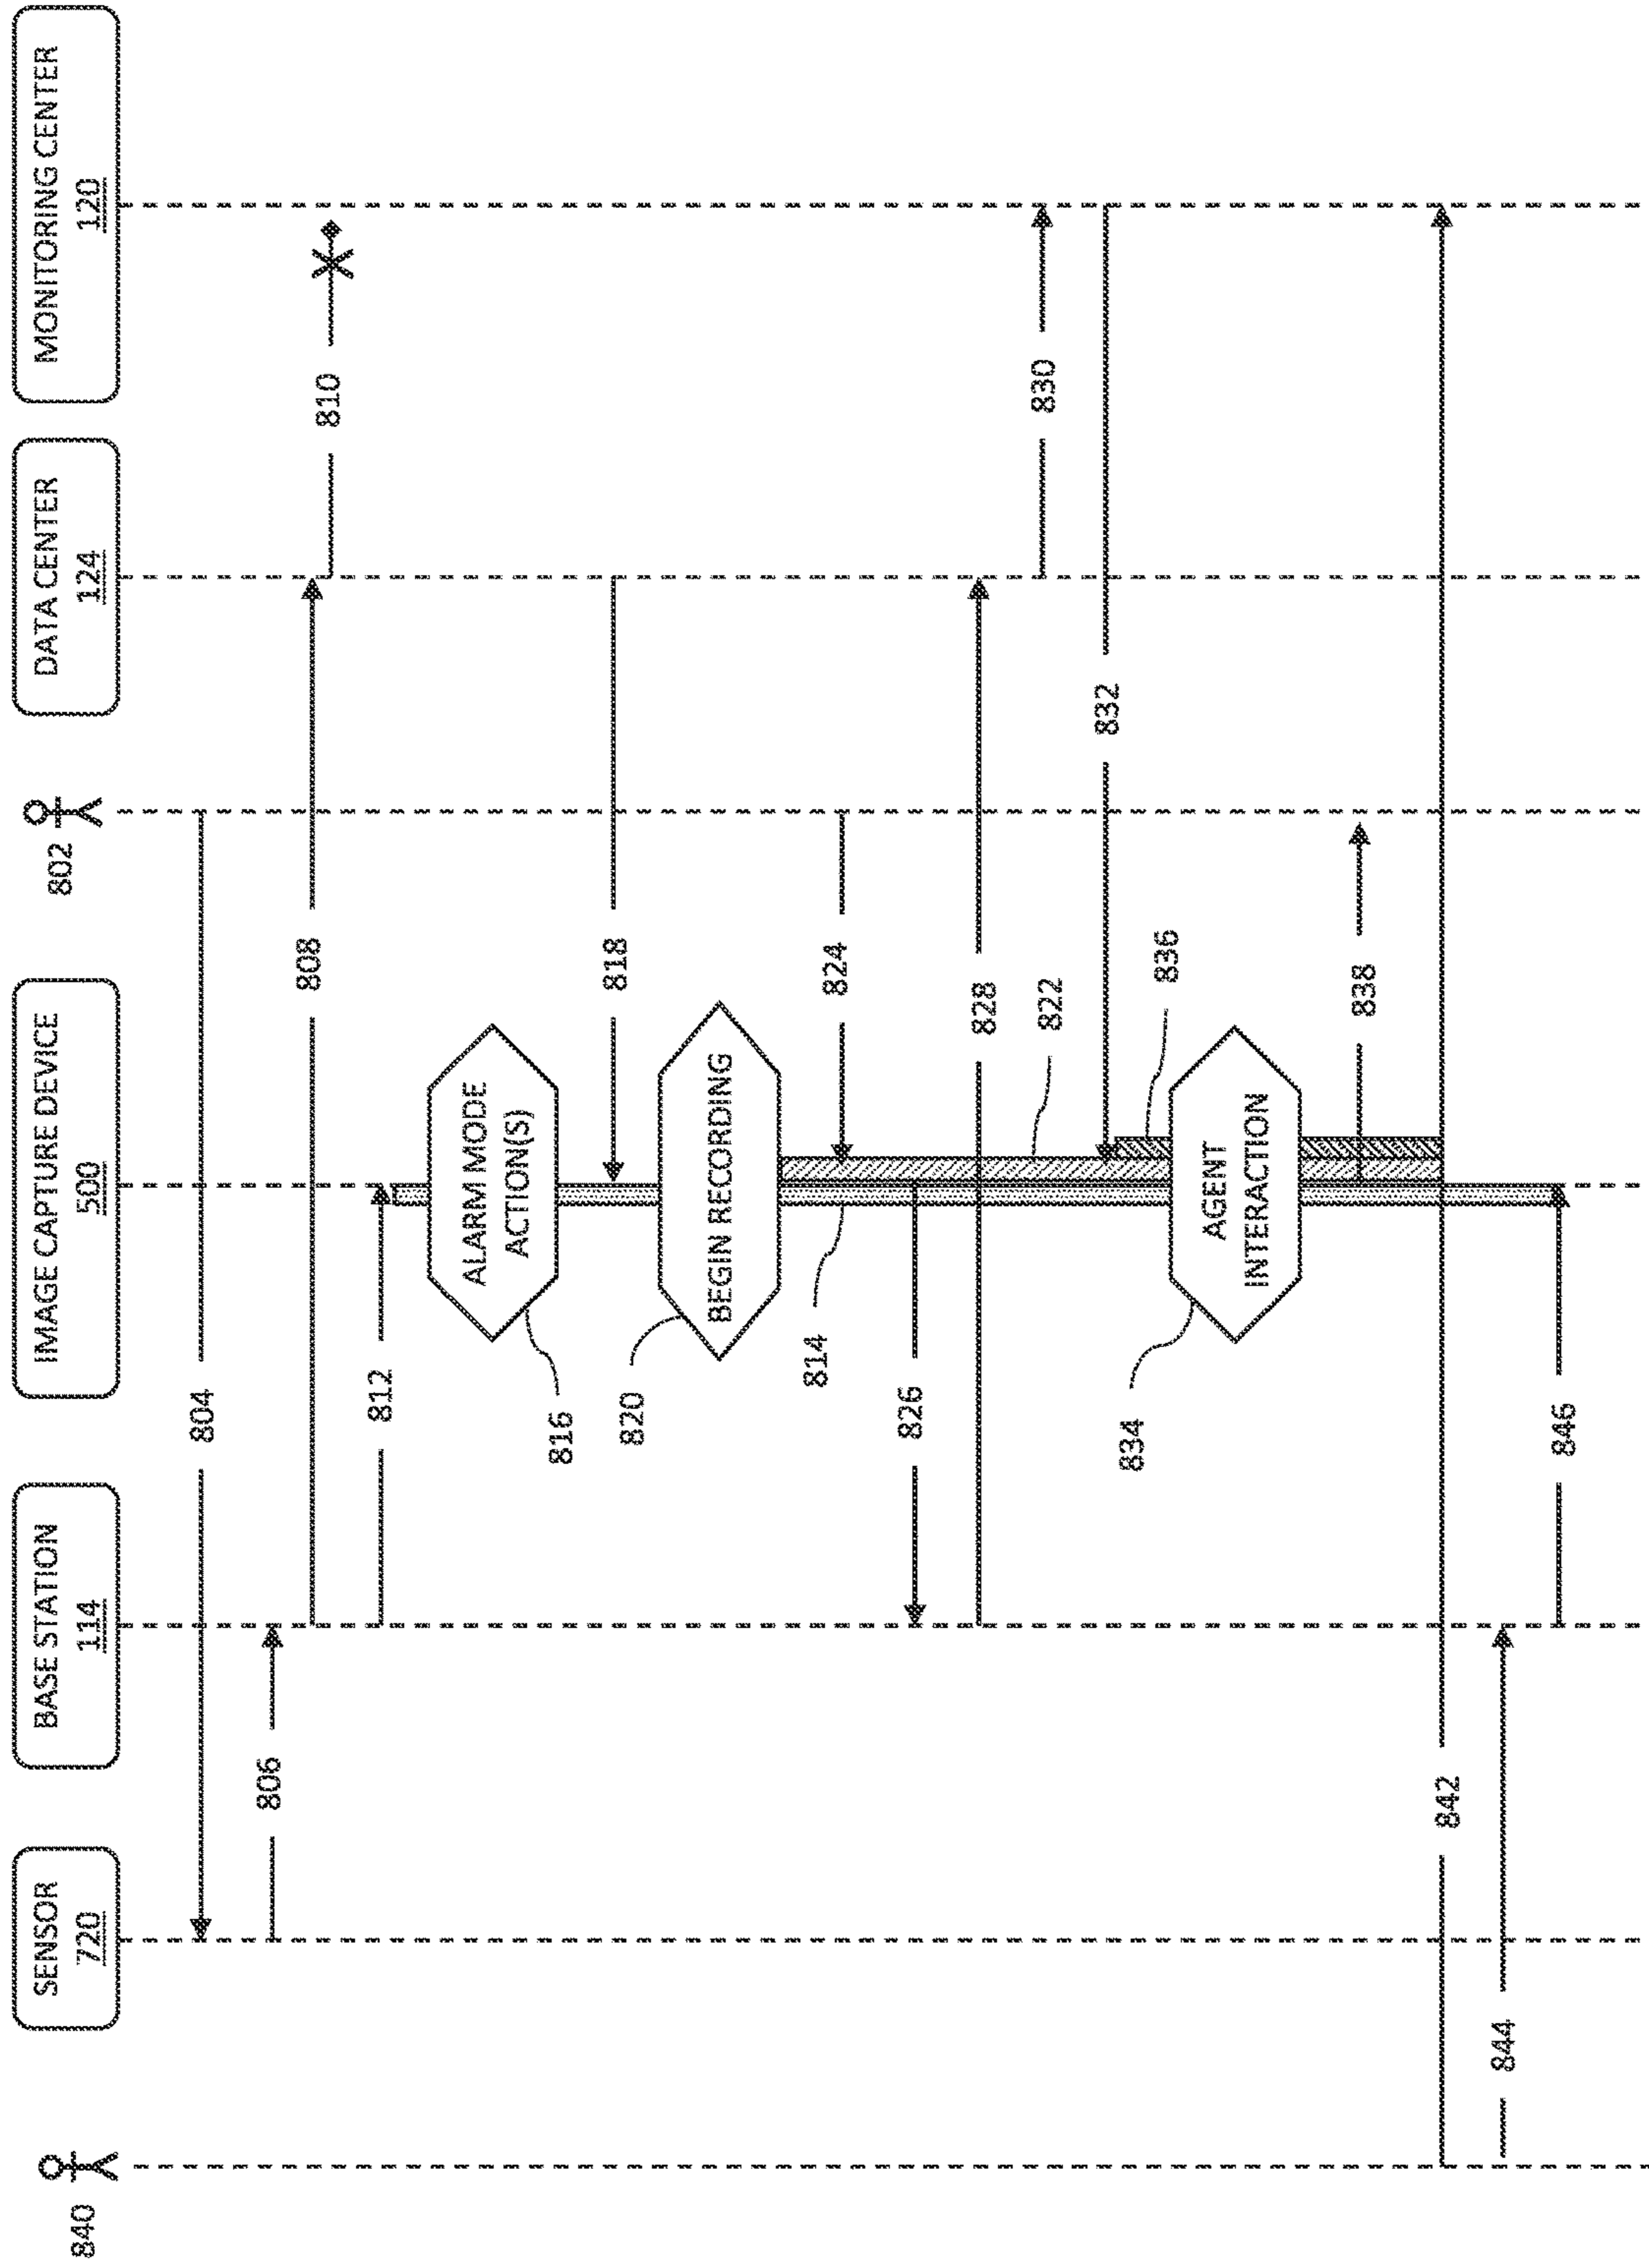 840
SENSOR
720
BASE STATION
114
IMAGE CAPTURE DEVICE
500
802
DATA CENTER
124
MONITORING CENTER
120
804
806
808
810
812
ALARM MODE
ACTION(S)
816
818
BEGIN RECORDING
820
814
824
826
828
822
830
832
836
AGENT
INTERACTION
834
838
842
844
846